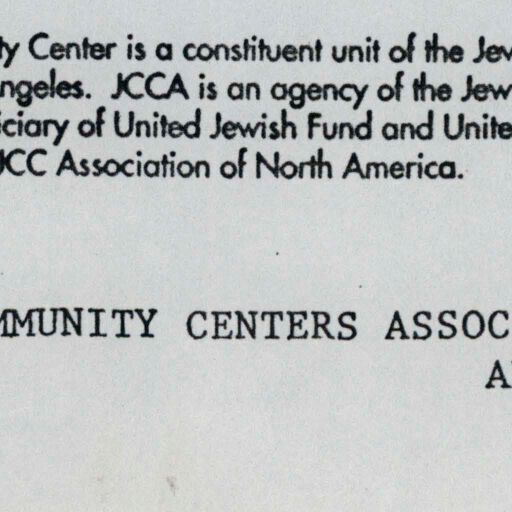 ty Center is a constituent unit of the Jew
ngeles. JCCA is an agency of the Jew
iciary of United Jewish Fund and Unite
JCC Association of North America.
MMUNITY CENTERS ASSOC
A